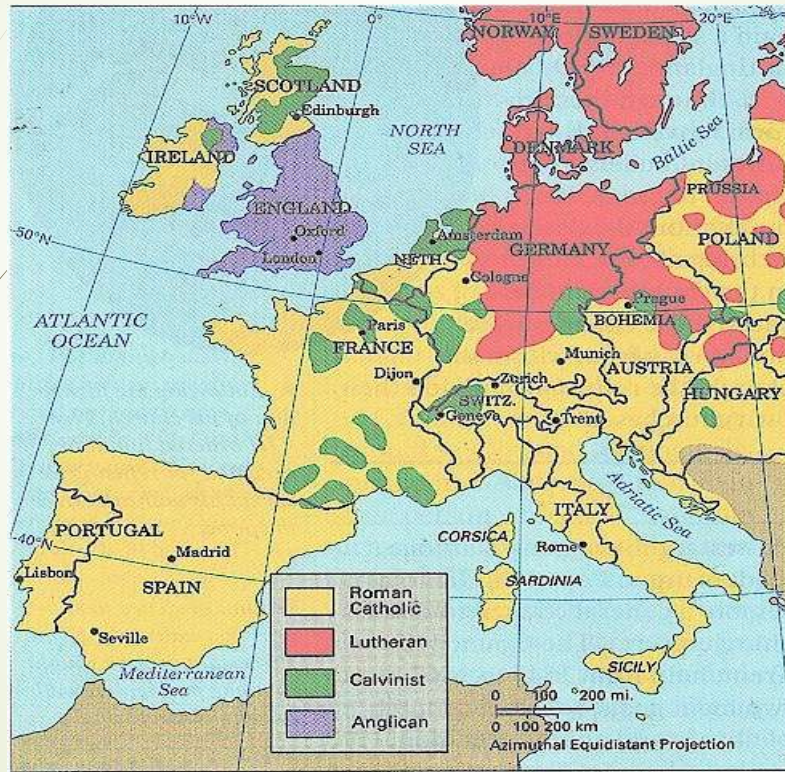 10°W
0°
10°E
20°E
NORWAY
SWEDEN
SCOTLAND
Edinburgh
NORTH
SEA
DENMARK
Baltic Sea
IRELAND
PRUSSIA
50°N
ENGLAND
Oxford
London
Amsterdam
NETH.
GERMANY
POLAND
Cologne
Prague
BOHEMIA
ATLANTIC
OCEAN
Paris
FRANCE
Munich
AUSTRIA
Dijon
Zurich
SWITZ.
Geneva
HUNGARY
Trent
40°N
PORTUGAL
Lisbon
Madrid
SPAIN
Seville
Adriatic Sea
ITALY
CORSICA
Rome
SARDINIA
SICILY
Mediterranean
Sea
Roman
Catholic
Lutheran
Calvinist
Anglican
0 100 200 mi.
0 100 200 km
Azimuthal Equidistant Projection